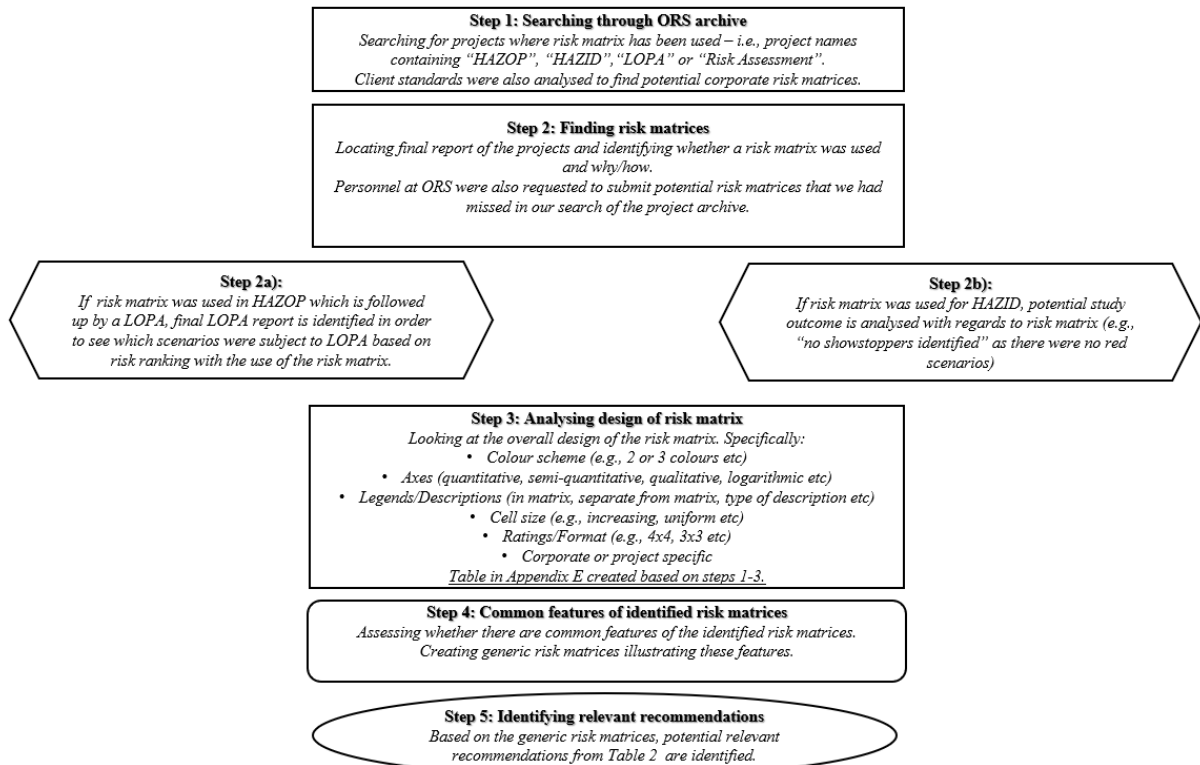 Step 1: Searching through ORS archive
Searching for projects where risk matrix has been used – i.e., project names
containing “HAZOP”, “HAZID”,“LOPA” or “Risk Assessment”.
Client standards were also analysed to find potential corporate risk matrices.
Step 2: Finding risk matrices
Locating final report of the projects and identifying whether a risk matrix was used
and why/how.
Personnel at ORS were also requested to submit potential risk matrices that we had
missed in our search of the project archive.
Step 2a):
If risk matrix was used in HAZOP which is followed
up by a LOPA, final LOPA report is identified in order
to see which scenarios were subject to LOPA based on
risk ranking with the use of the risk matrix.
Step 2b):
If risk matrix was used for HAZID, potential study
outcome is analysed with regards to risk matrix (e.g.,
“no showstoppers identified” as there were no red
scenarios)
Step 3: Analysing design of risk matrix
Looking at the overall design of the risk matrix. Specifically:
• Colour scheme (e.g., 2 or 3 colours etc)
• Axes (quantitative, semi-quantitative, qualitative, logarithmic etc)
• Legends/Descriptions (in matrix, separate from matrix, type of description etc)
• Cell size (e.g., increasing, uniform etc)
• Ratings/Format (e.g., 4x4, 3x3 etc)
• Corporate or project specific
Table in Appendix E created based on steps 1-3.
Step 4: Common features of identified risk matrices
Assessing whether there are common features of the identified risk matrices.
Creating generic risk matrices illustrating these features.
Step 5: Identifying relevant recommendations
Based on the generic risk matrices, potential relevant
recommendations from Table 2 are identified.